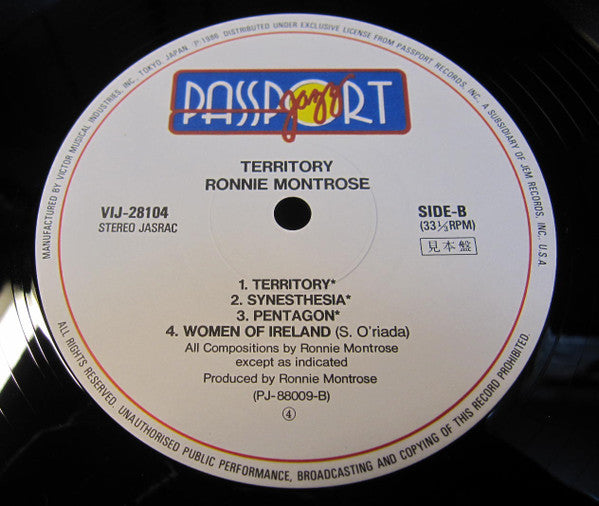 MANUFACTURED BY VICTOR MUSICAL INDUSTRIES, INC., TOKYO, JAPAN P-1986 DISTRIBUTED UNDER EXCLUSIVE LICENSE FROM PASSPORT RECORDS, INC. A SUBSIDIARY OF JEM RECORDS, INC. U.S.A.
PASSPORT
Jazz
TERRITORY
RONNIE MONTROSE
VIJ-28104
STEREO JASRAC
SIDE-B
(33⅓RPM)
見本盤
1. TERRITORY*
2. SYNESTHESIA*
3. PENTAGON*
4. WOMEN OF IRELAND (S. O'riada)
All Compositions by Ronnie Montrose
except as indicated
Produced by Ronnie Montrose
(PJ-88009-B)
④
ALL RIGHTS RESERVED. UNAUTHORISED PUBLIC PERFORMANCE, BROADCASTING AND COPYING OF THIS RECORD PROHIBITED.